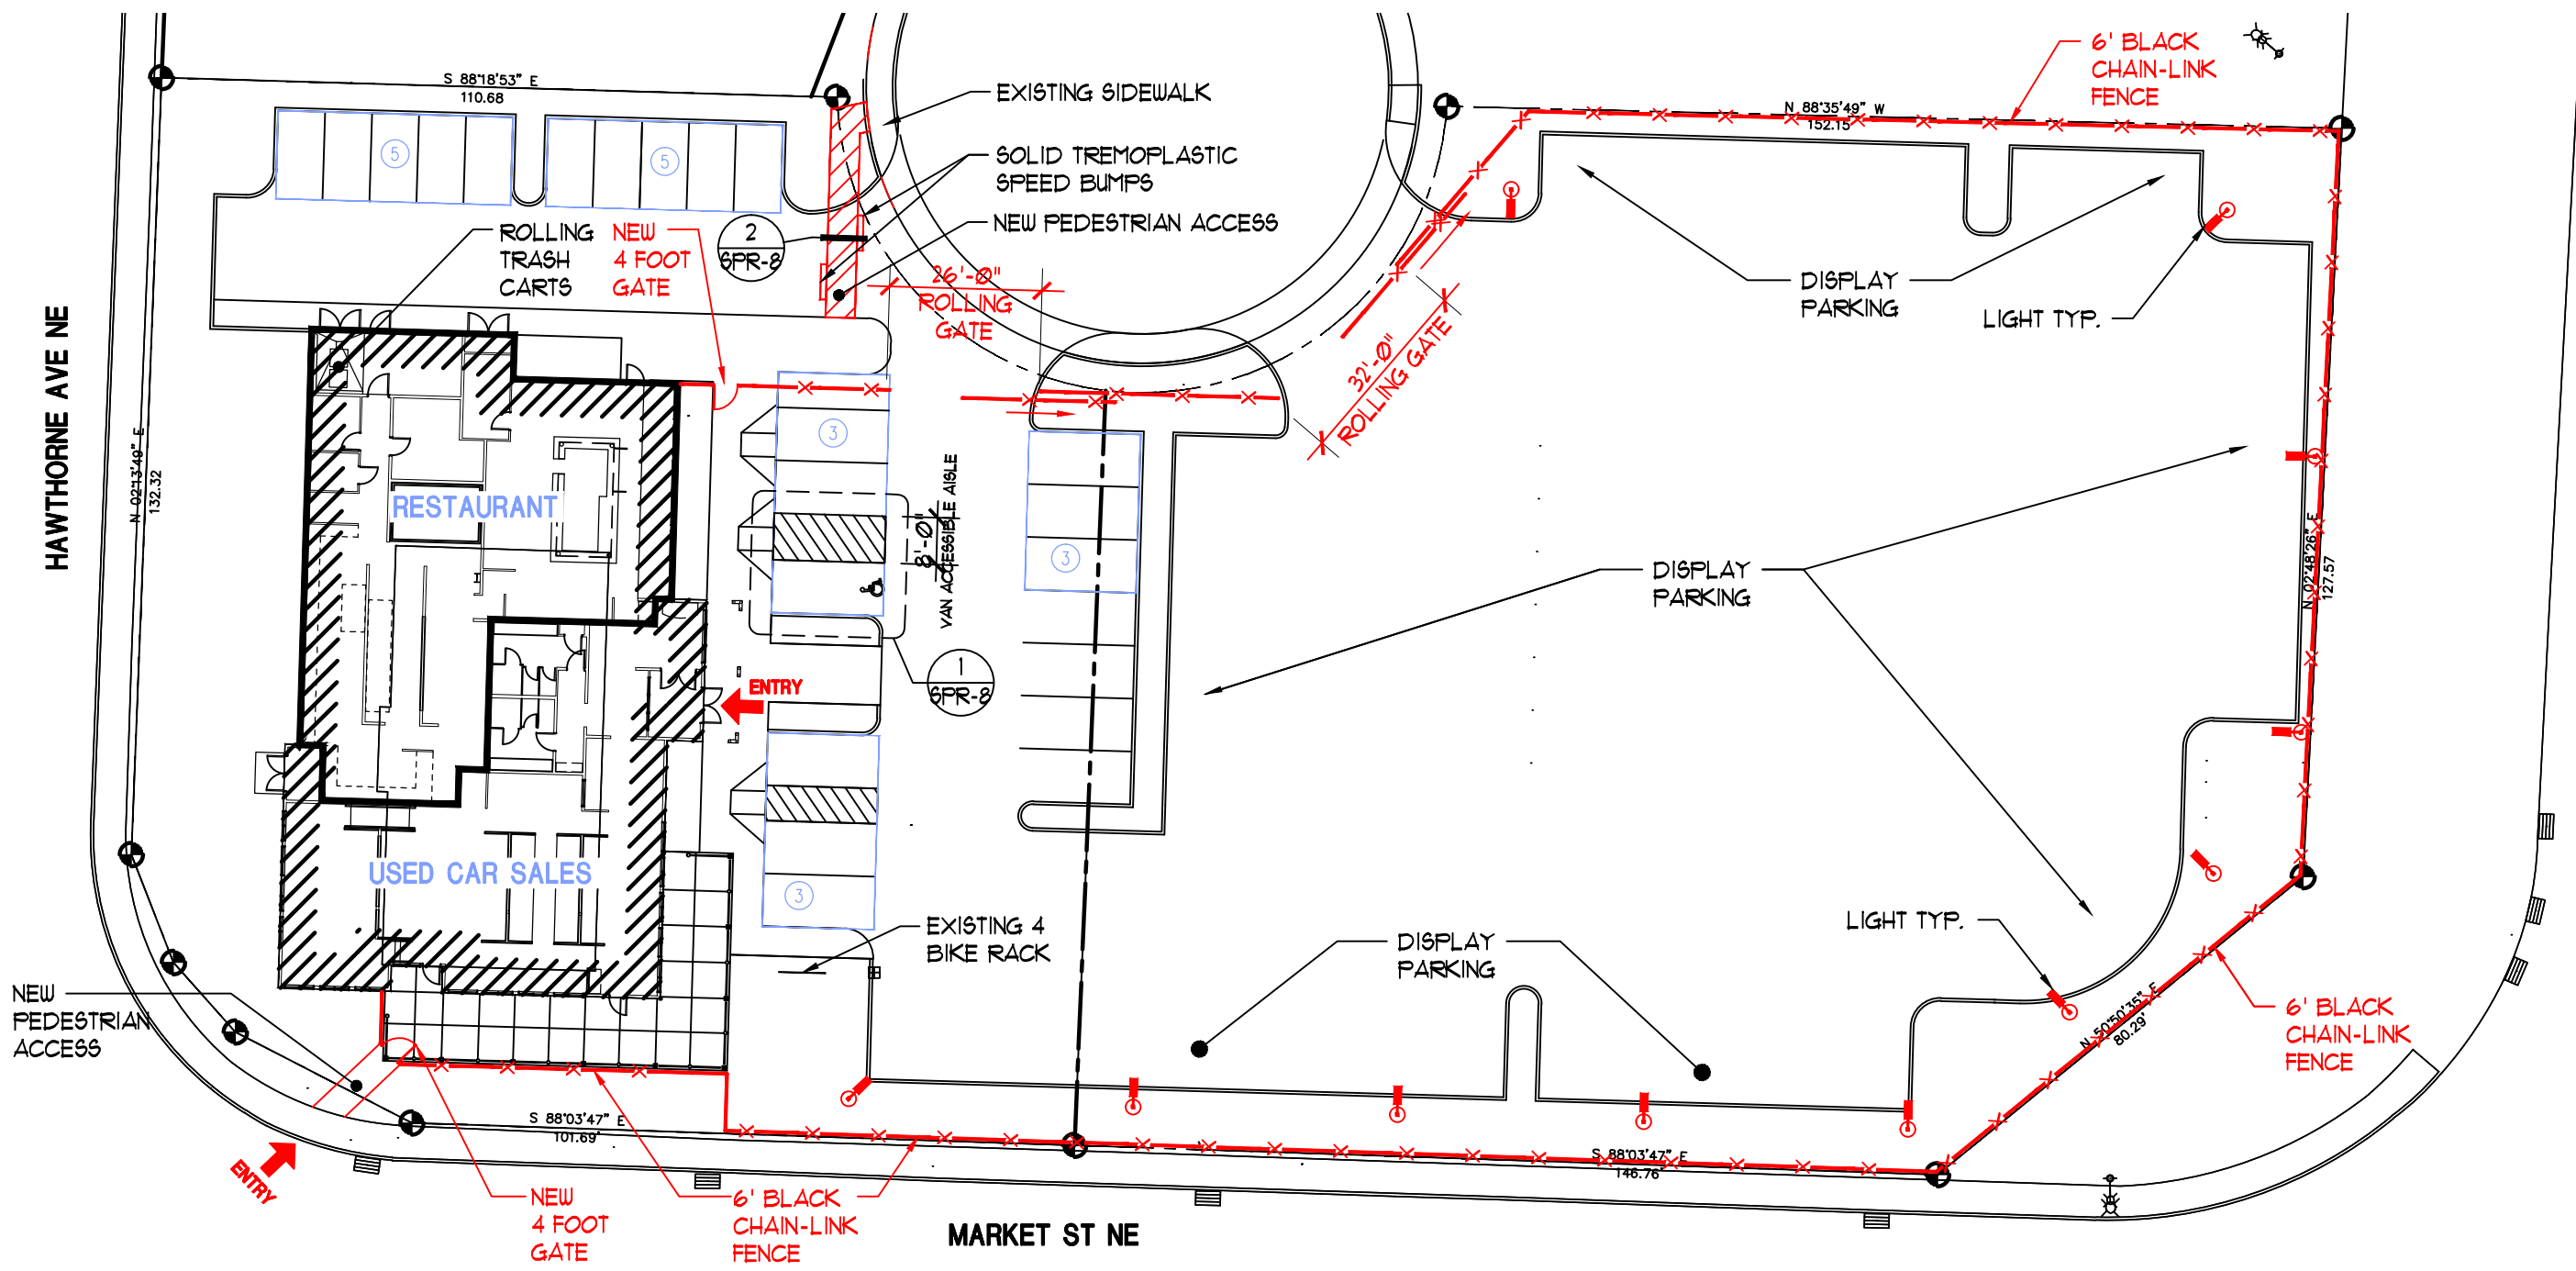 S 88°18'53" E
110.68
EXISTING SIDEWALK
SOLID TREMOPLASTIC
SPEED BUMPS
NEW PEDESTRIAN ACCESS
6' BLACK
CHAIN-LINK
FENCE
N 88°35'49" W
152.15
5
5
ROLLING
TRASH
CARTS
NEW
4 FOOT
GATE
2
SPR-8
26'-0"
ROLLING
GATE
32'-0"
ROLLING GATE
DISPLAY
PARKING
LIGHT TYP.
HAWTHORNE AVE NE
N 02°13'49" E
132.32
3
RESTAURANT
8'-0"
VAN ACCESSIBLE AISLE
3
DISPLAY
PARKING
N 02°48'26" E
127.57
1
SPR-8
ENTRY
USED CAR SALES
3
EXISTING 4
BIKE RACK
DISPLAY
PARKING
LIGHT TYP.
NEW
PEDESTRIAN
ACCESS
N 50°50'35" E
80.29'
6' BLACK
CHAIN-LINK
FENCE
S 88°03'47" E
101.69'
S 88°03'47" E
146.76'
ENTRY
NEW
4 FOOT
GATE
6' BLACK
CHAIN-LINK
FENCE
MARKET ST NE